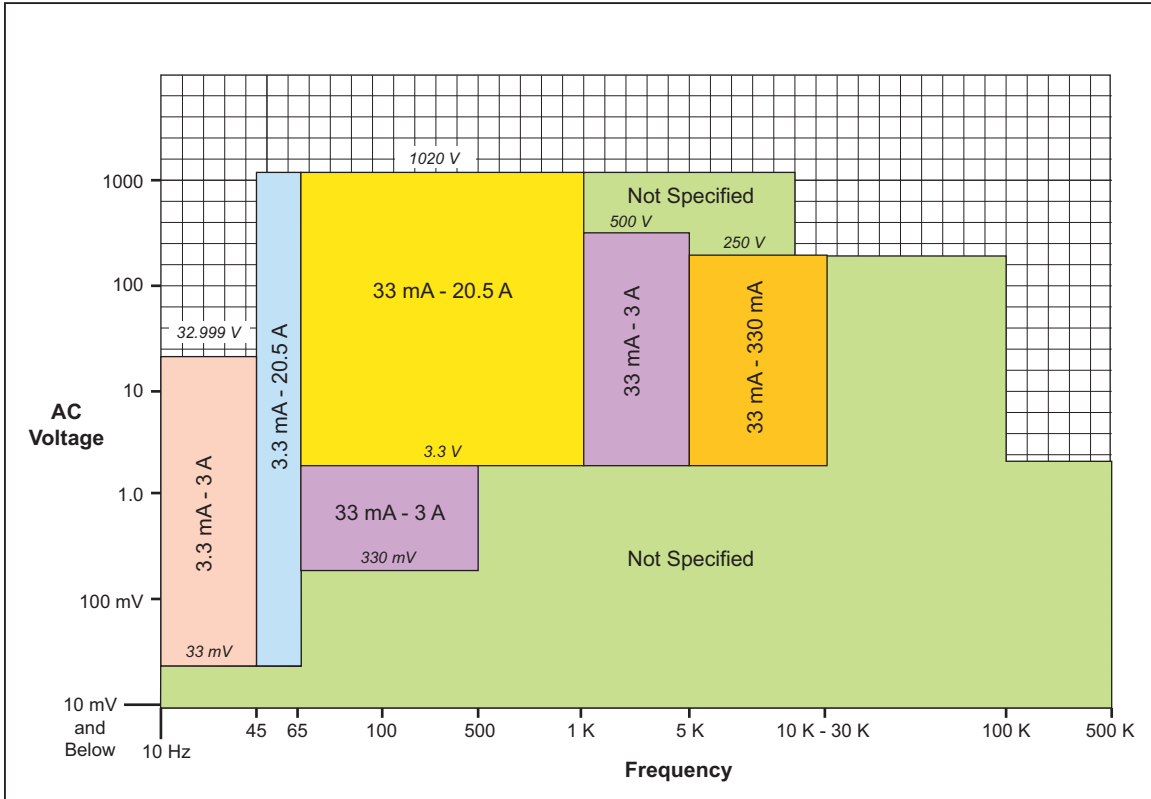 1020 V
1000
Not Specified
500 V
250 V
33 mA - 20.5 A
100
32.999 V
3.3 mA - 3 A
3.3 mA - 20.5 A
33 mA - 3 A
33 mA - 330 mA
10
AC
Voltage
3.3 V
1.0
33 mA - 3 A
330 mV
Not Specified
100 mV
33 mV
10 mV
and
Below
10 Hz
45
65
100
500
1 K
5 K
10 K - 30 K
100 K
500 K
Frequency